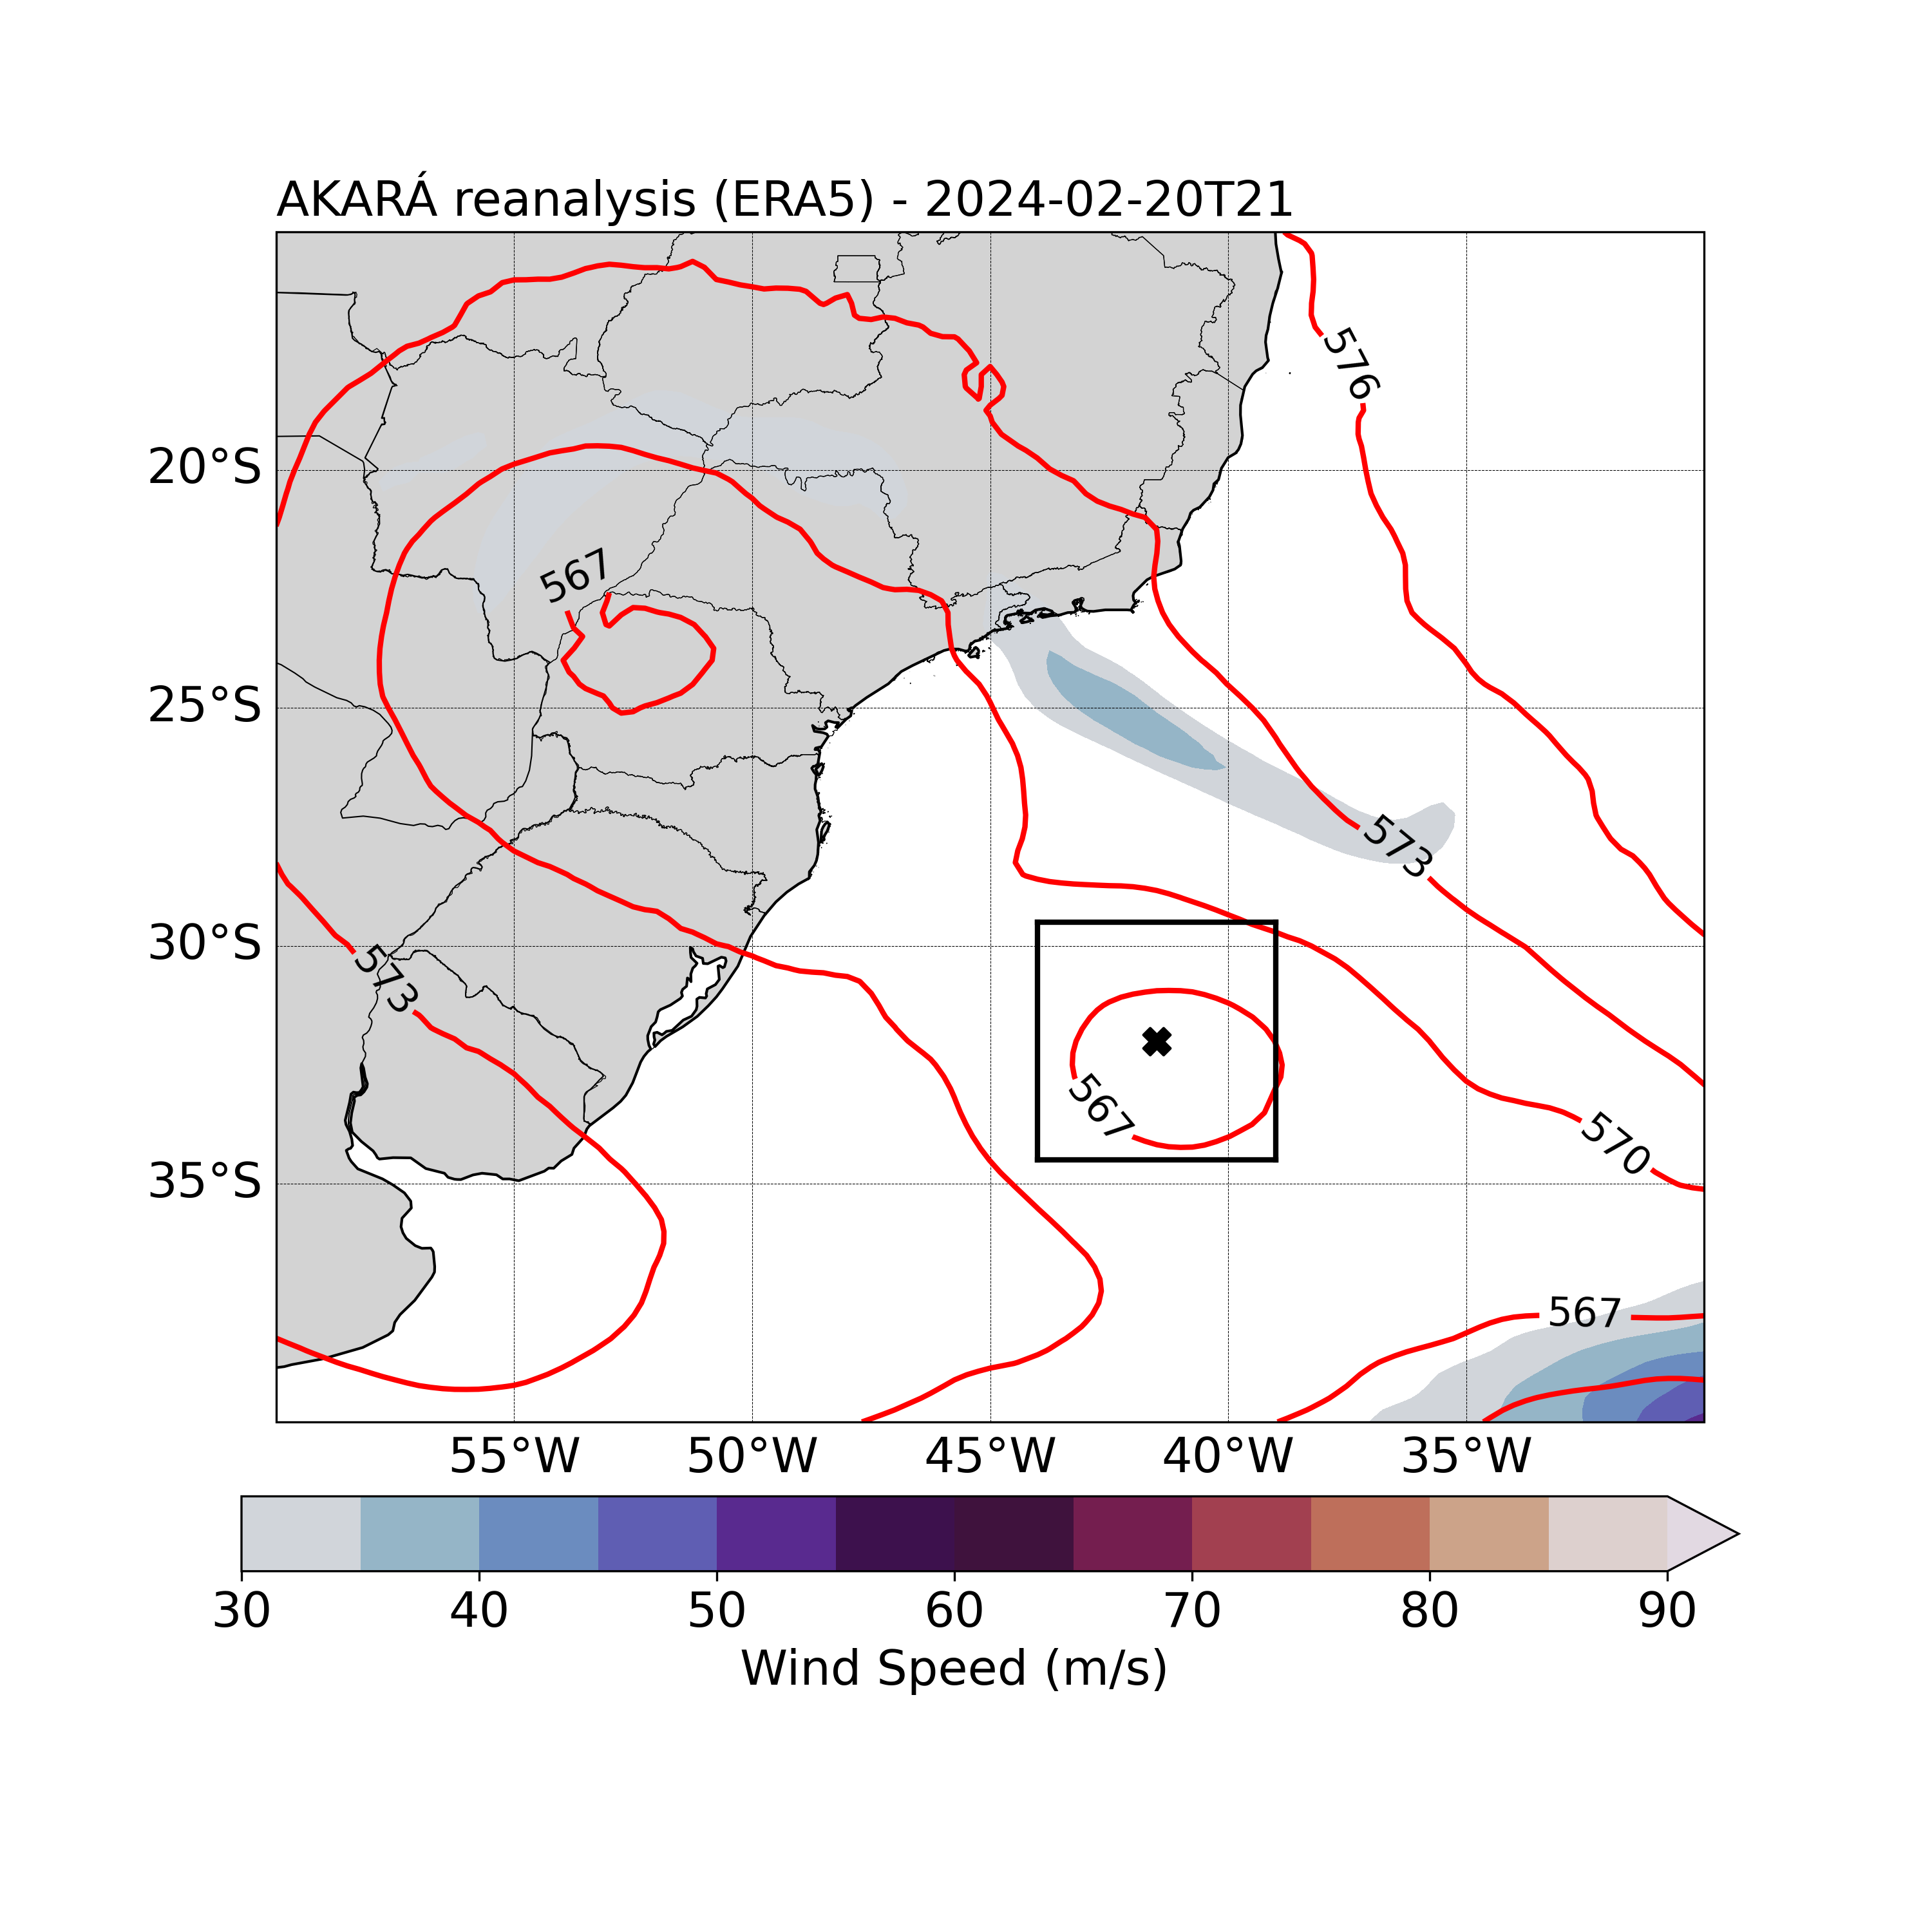 AKARÁ reanalysis (ERA5) - 2024-02-20T21
576
20°S
567
25°S
573
30°S
573
567
570
35°S
567
55°W 50°W 45°W 40°W 35°W
30 40 50 60 70 80 90
Wind Speed (m/s)